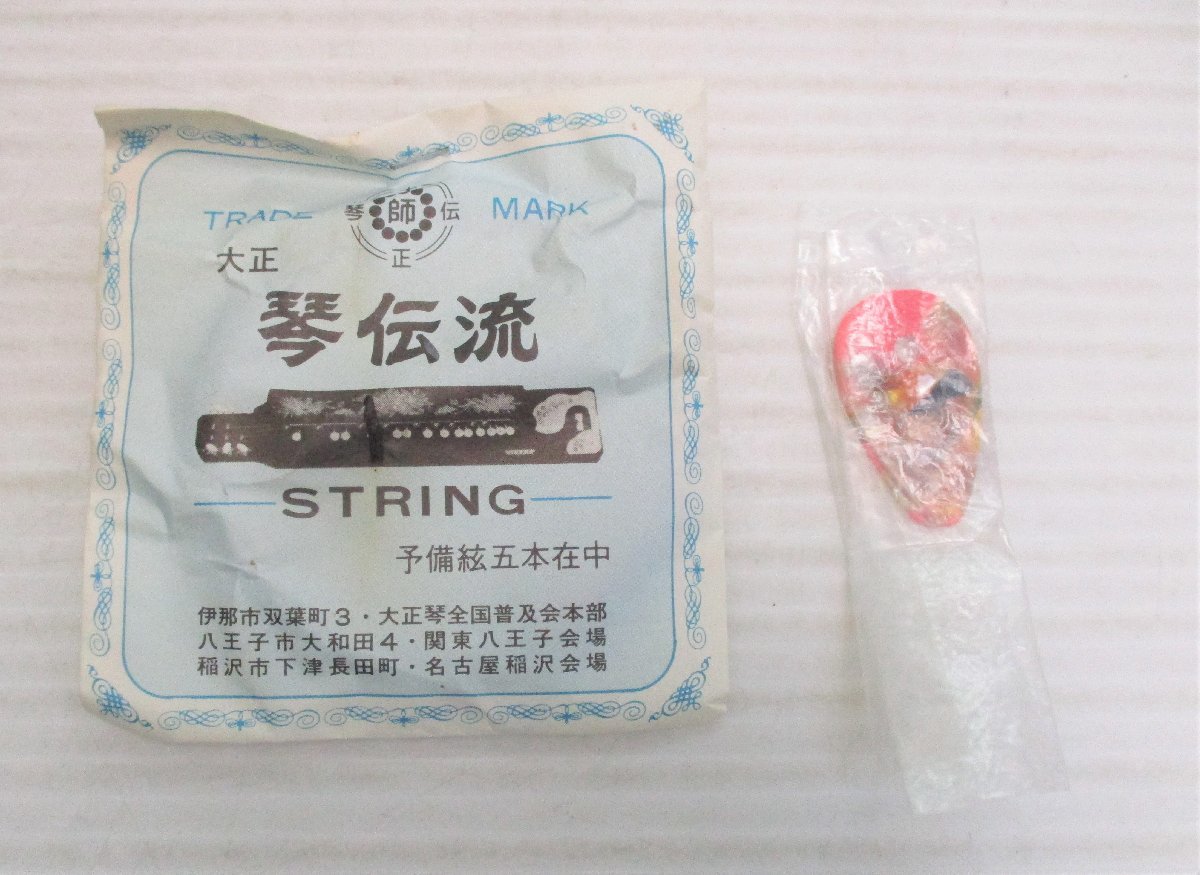 TRADE 琴 師 伝 MARK
正
大正
琴伝流
STRING
予備絃五本在中
伊那市双葉町3・大正琴全国普及会本部
八王子市大和田4・関東八王子会場
稲沢市下津長田町・名古屋稲沢会場